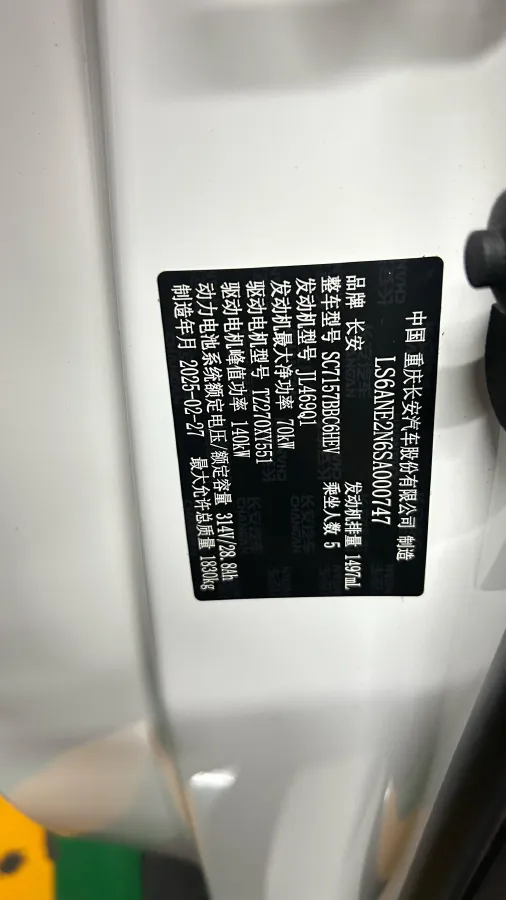 中国 重庆长安汽车股份有限公司 制造
LS6ANE2N6SA000747
品牌 长安 发动机排量 1497mL
整车型号 SC7157BBC6HEV 乘坐人数 5
发动机型号 JL469Q1
发动机最大净功率 70kW
驱动电机型号 TZ270XY551
驱动电机峰值功率 140kW
动力电池系统额定电压/额定容量 314V/28.8Ah
制造年月 2025-02-27 最大允许总质量 1830kg